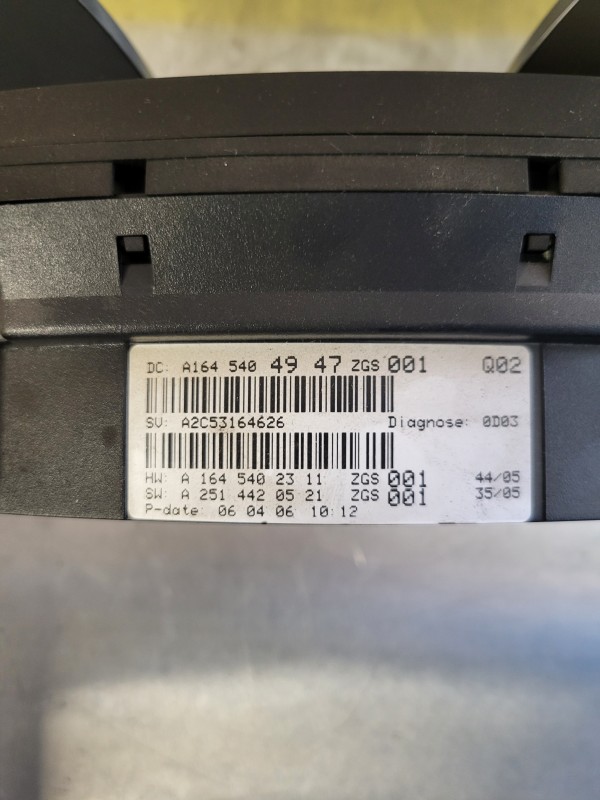 DC: A164 540 49 47 ZGS 001 Q02
SV: A2C53164626 Diagnose: 0D03
HW: A 164 540 23 11 ZGS 001 44/05
SW: A 251 442 05 21 ZGS 001 35/05
P-date: 06 04 06 10:12